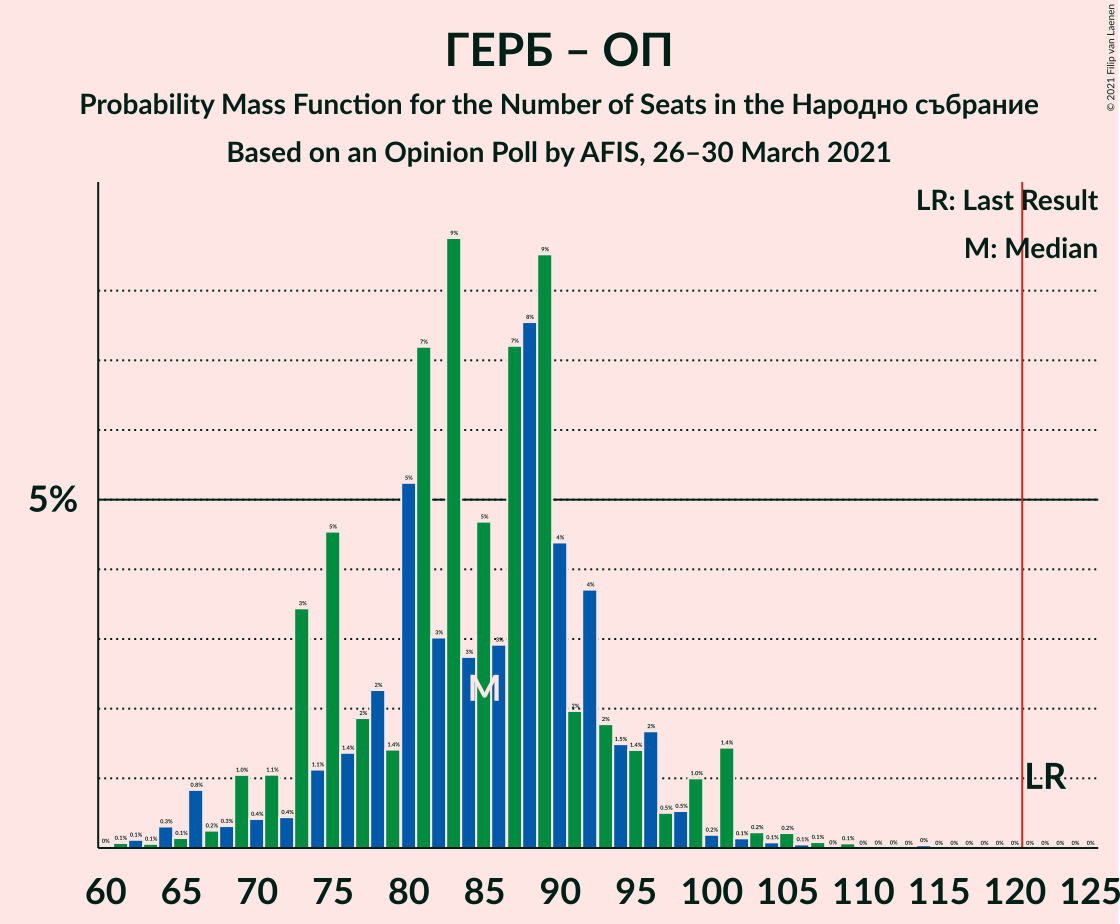 ГЕРБ – ОП
Probability Mass Function for the Number of Seats in the Народно събрание
Based on an Opinion Poll by AFIS, 26–30 March 2021
© 2021 Filip van Laenen
LR: Last Result
M: Median
5%
0% 0.1% 0.1% 0.1% 0.3% 0.1% 0.8% 0.2% 0.3% 1.0% 0.4% 1.1% 0.4% 3% 1.1% 5% 1.4% 2% 2% 1.4% 5% 7% 3% 9% 3% 5% 3% 7% 8% 9% 4% 2% 4% 2% 1.5% 1.4% 2% 0.5% 0.5% 1.0% 0.2% 1.4% 0.1% 0.2% 0.1% 0.2% 0.1% 0.1% 0% 0.1% 0% 0% 0% 0% 0% 0% 0% 0% 0% 0% 0% 0% 0% 0% 0% 0%
M
LR
60 65 70 75 80 85 90 95 100 105 110 115 120 125